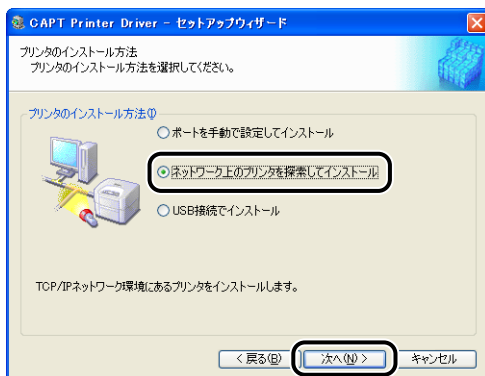 CAPT Printer Driver - セットアップウィザード
プリンタのインストール方法
プリンタのインストール方法を選択してください。
プリンタのインストール方法(I)
ポートを手動で設定してインストール
ネットワーク上のプリンタを探索してインストール
USB接続でインストール
TCP/IPネットワーク環境にあるプリンタをインストールします。
< 戻る(B) 次へ(N) > キャンセル